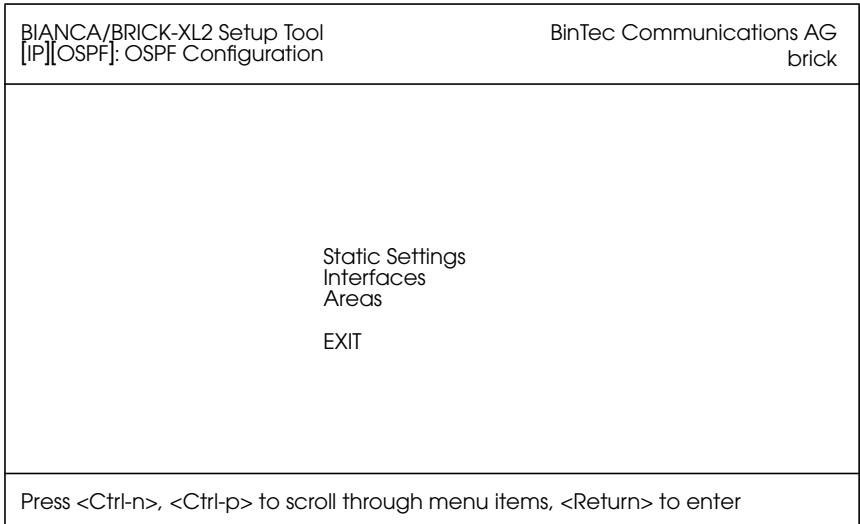 BIANCA/BRICK-XL2 Setup Tool BinTec Communications AG
[IP][OSPF]: OSPF Configuration brick
Static Settings
Interfaces
Areas
EXIT
Press <Ctrl-n>, <Ctrl-p> to scroll through menu items, <Return> to enter